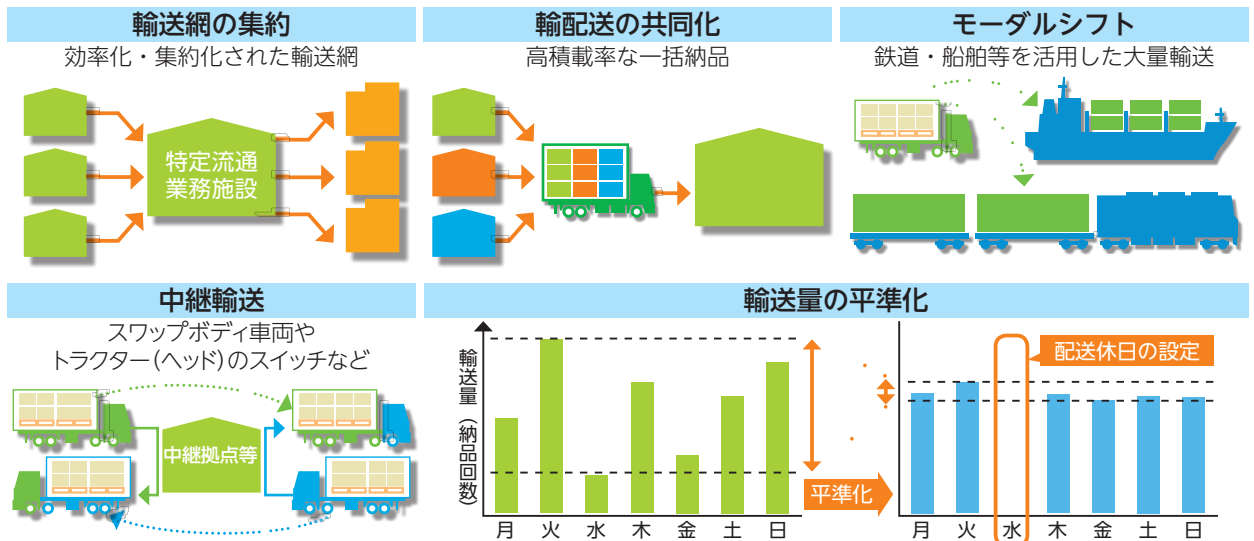 輸送網の集約
効率化・集約化された輸送網
特定流通
業務施設
輸配送の共同化
高積載率な一括納品
モーダルシフト
鉄道・船舶等を活用した大量輸送
中継輸送
スワップボディ車両や
トラクター(ヘッド)のスイッチなど
中継拠点等
輸送量の平準化
輸送量(納品回数)
月 火 水 木 金 土 日
平準化
配送休日の設定
月 火 水 木 金 土 日